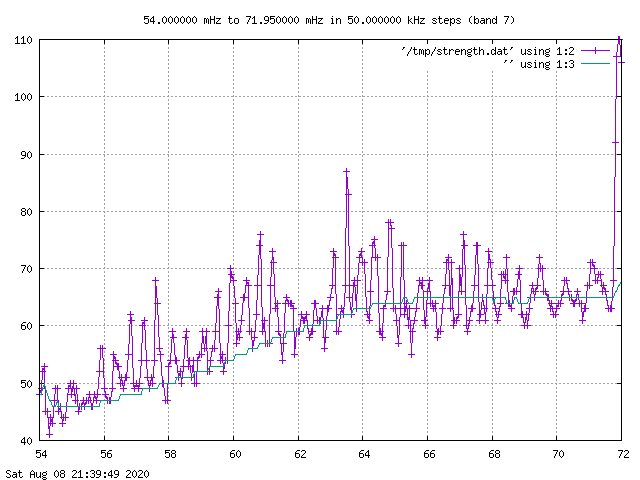 54.000000 mHz to 71.950000 mHz in 50.000000 kHz steps (band 7)
'/tmp/strength.dat' using 1:2
'' using 1:3
110
100
90
80
70
60
50
40
54 56 58 60 62 64 66 68 70 72
Sat Aug 08 21:39:49 2020